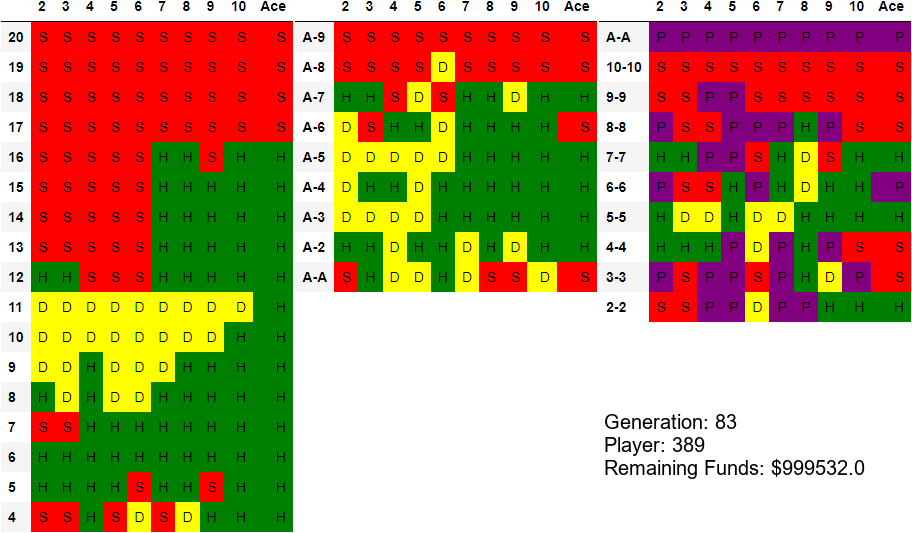 2 3 4 5 6 7 8 9 10 Ace
20 S S S S S S S S S S
19 S S S S S S S S S S
18 S S S S S S S S S S
17 S S S S S S S S S S
16 S S S S S H H S H H
15 S S S S S H H H H H
14 S S S S S H H H H H
13 S S S S S H H H H H
12 H H S S S H H H H H
11 D D D D D D D D D H
10 D D D D D D D D H H
9 D D H D D D H H H H
8 H D H D D H H H H H
7 S S H H H H H H H H
6 H H H H H H H H H H
5 H H H H S H H S H H
4 S S H S D S D H H H
2 3 4 5 6 7 8 9 10 Ace
A-9 S S S S S S S S S S
A-8 S S S S D S S S S S
A-7 H H S D S H H D H H
A-6 D S H H D H H H H S
A-5 D D D D D H H H H H
A-4 D H H D H H H H H H
A-3 D D D D H H H H H H
A-2 H H D H H D H D H H
A-A S H D D H D S S D S
2 3 4 5 6 7 8 9 10 Ace
A-A P P P P P P P P P P
10-10 S S S S S S S S S S
9-9 S S P P S S S S S S
8-8 P S S P P P H P S S
7-7 H H P P S H D S H H
6-6 P S S H P H D H H P
5-5 H D D H D D H H H H
4-4 H H H P D P H P S S
3-3 P S P P S P H D P S
2-2 S S P P D P P H H H
Generation: 83
Player: 389
Remaining Funds: $999532.0